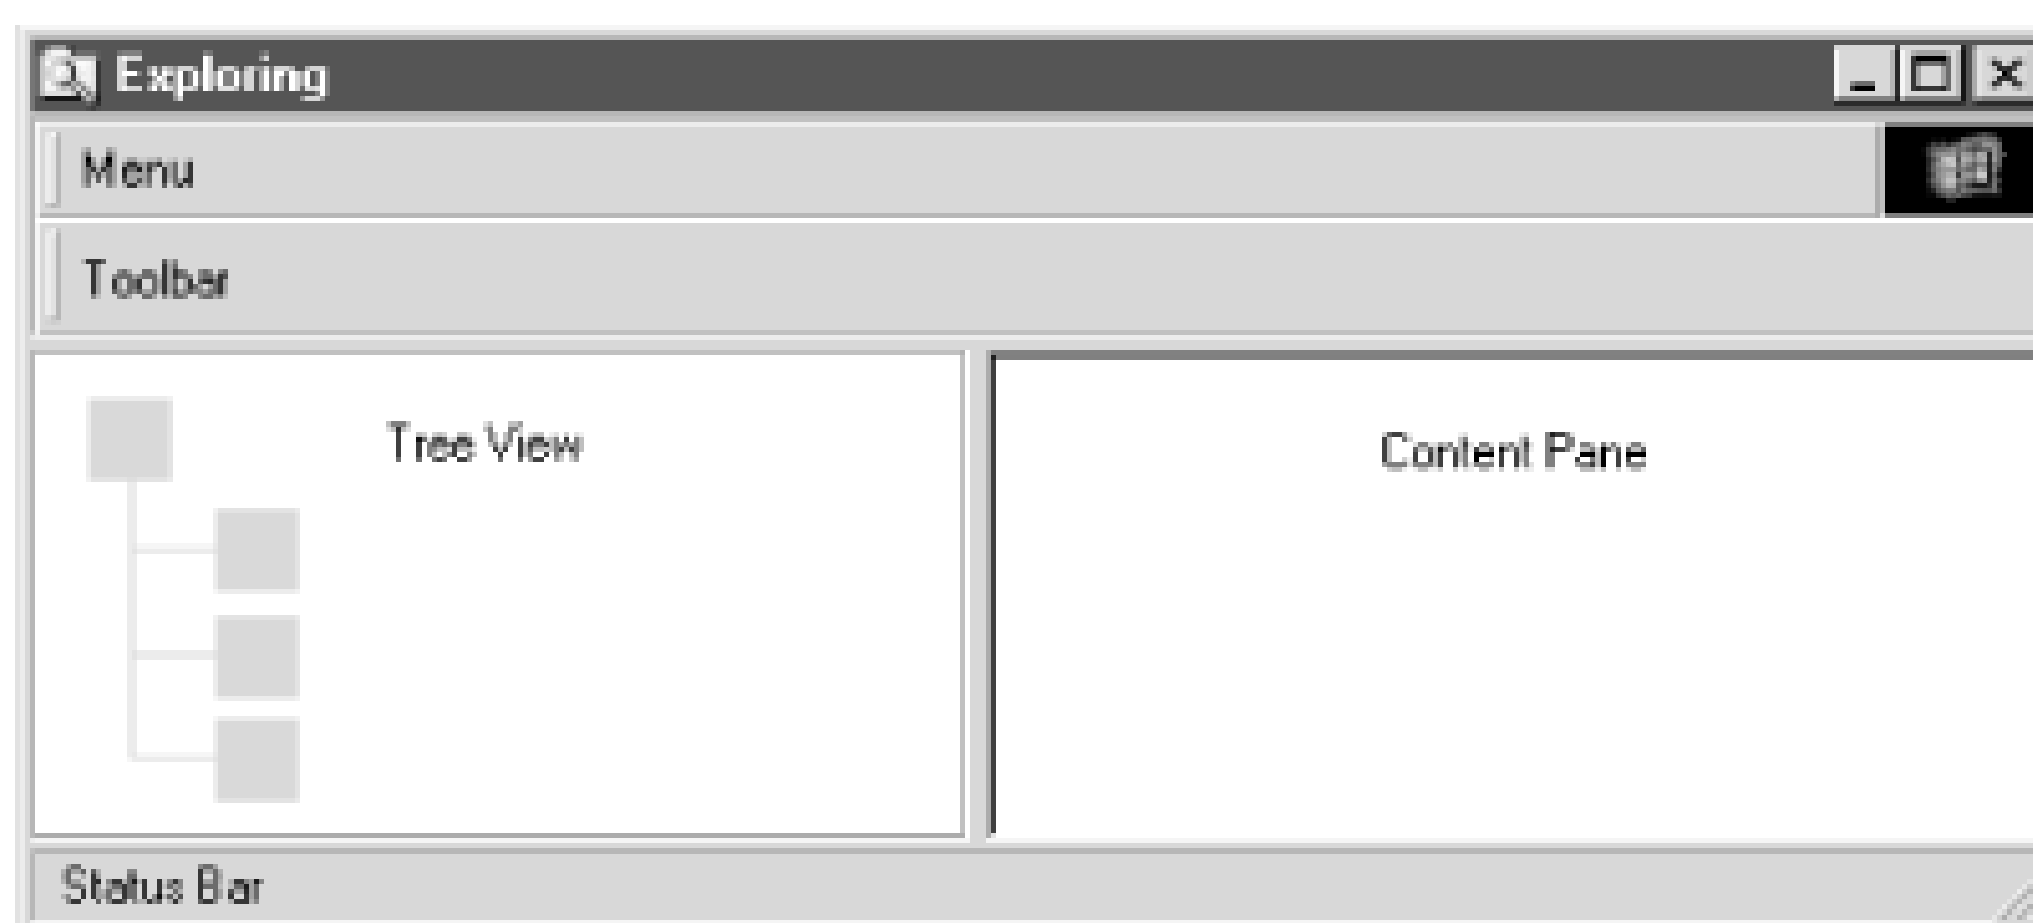 Exploring
Menu
Toolbar
Tree View
Content Pane
Status Bar